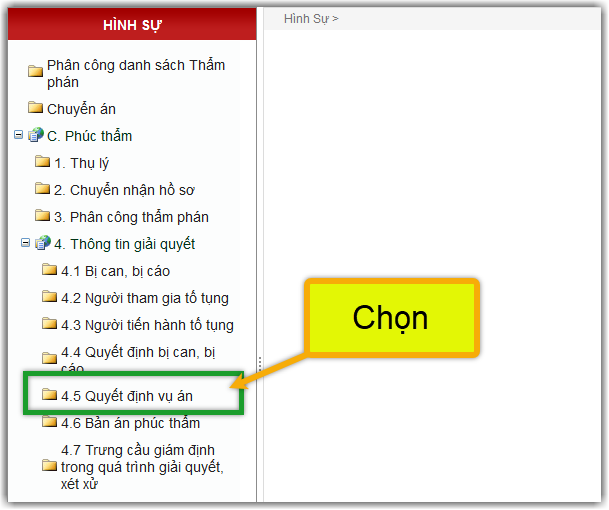 HÌNH SỰ
Hình Sự >
Phân công danh sách Thẩm
phán
Chuyển án
C. Phúc thẩm
1. Thụ lý
2. Chuyển nhận hồ sơ
3. Phân công thẩm phán
4. Thông tin giải quyết
4.1 Bị can, bị cáo
4.2 Người tham gia tố tụng
4.3 Người tiến hành tố tụng
4.4 Quyết định bị can, bị
cáo
4.5 Quyết định vụ án
4.6 Bản án phúc thẩm
4.7 Trưng cầu giám định
trong quá trình giải quyết,
xét xử
Chọn